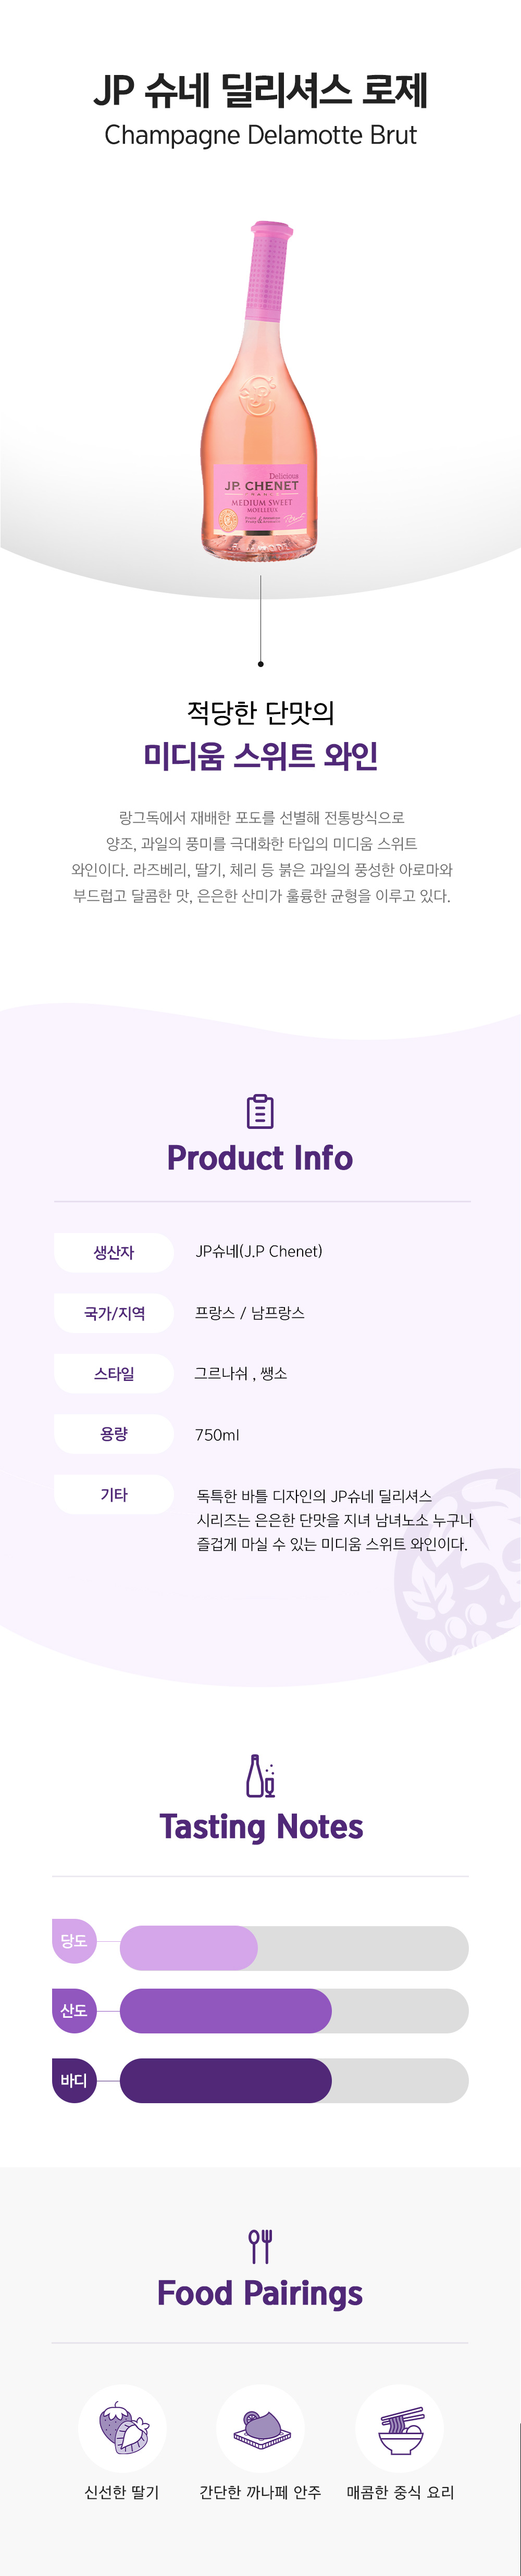 JP 슈네 딜리셔스 로제
Champagne Delamotte Brut
Delicious
JP. CHENET
FRANCE
MEDIUM SWEET
MOELLEUX
적당한 단맛의
미디움 스위트 와인
랑그독에서 재배한 포도를 선별해 전통방식으로
양조, 과일의 풍미를 극대화한 타입의 미디움 스위트
와인이다. 라즈베리, 딸기, 체리 등 붉은 과일의 풍성한 아로마와
부드럽고 달콤한 맛, 은은한 산미가 훌륭한 균형을 이루고 있다.
Product Info
생산자 JP슈네(J.P Chenet)
국가/지역 프랑스 / 남프랑스
스타일 그르나쉬 , 쌩소
용량 750ml
기타 독특한 바틀 디자인의 JP슈네 딜리셔스
시리즈는 은은한 단맛을 지녀 남녀노소 누구나
즐겁게 마실 수 있는 미디움 스위트 와인이다.
Tasting Notes
당도
산도
바디
Food Pairings
신선한 딸기 간단한 까나페 안주 매콤한 중식 요리